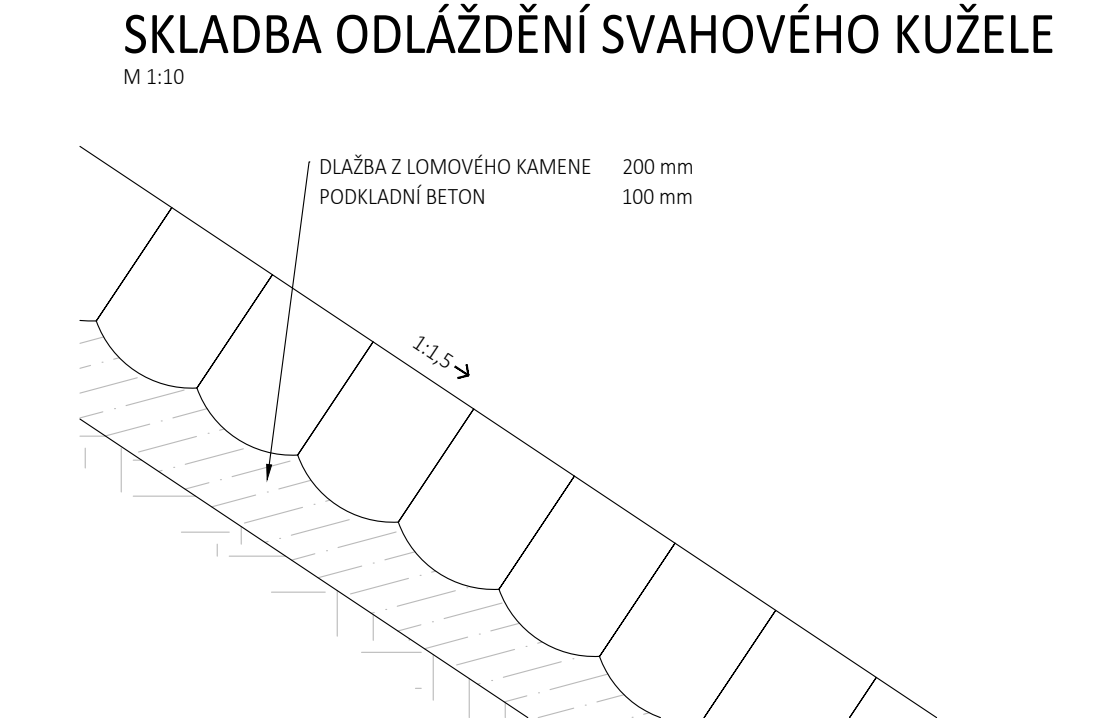 SKLADBA ODLÁŽDĚNÍ SVAHOVÉHO KUŽELE
M 1:10
DLAŽBA Z LOMOVÉHO KAMENE 200 mm
PODKLADNÍ BETON 100 mm
1:1,5